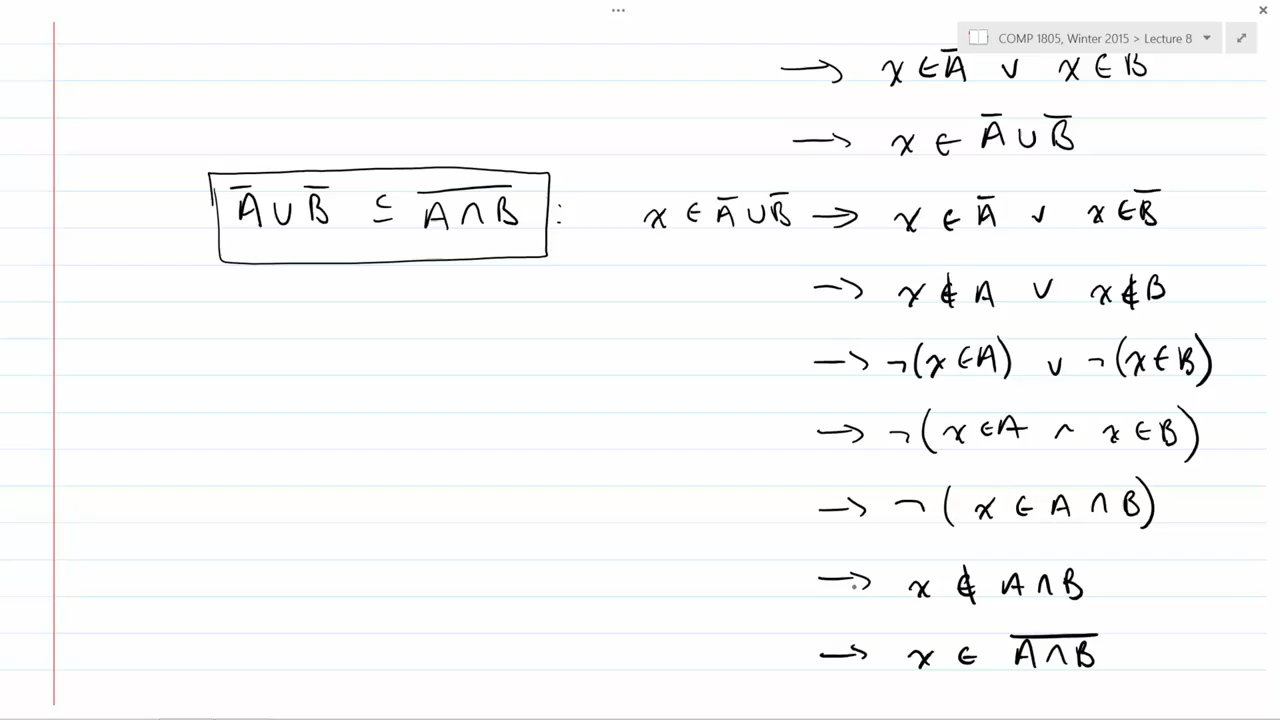 COMP 1805, Winter 2015 > Lecture 8
→ x ∈ A̅ ∨ x ∈ B̅
→ x ∈ A̅ ∪ B̅
A̅ ∪ B̅ ⊆ A̅ ̅∩̅ ̅B̅ : x ∈ A̅ ∪ B̅ → x ∈ A̅ ∨ x ∈ B̅
→ x ∉ A ∨ x ∉ B
→ ¬(x ∈ A) ∨ ¬(x ∈ B)
→ ¬(x ∈ A ∧ x ∈ B)
→ ¬(x ∈ A ∩ B)
→ x ∉ A ∩ B
→ x ∈ A̅ ̅∩̅ ̅B̅